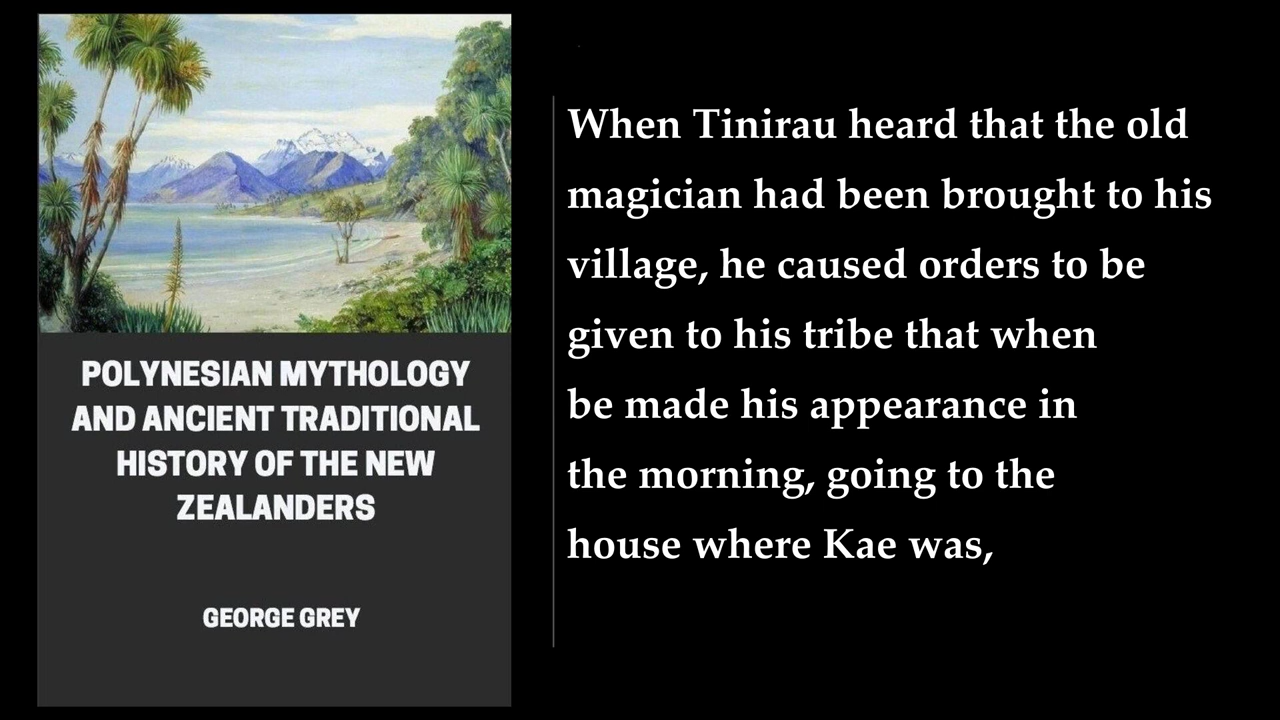 POLYNESIAN MYTHOLOGY
AND ANCIENT TRADITIONAL
HISTORY OF THE NEW
ZEALANDERS
GEORGE GREY
When Tinirau heard that the old
magician had been brought to his
village, he caused orders to be
given to his tribe that when
be made his appearance in
the morning, going to the
house where Kae was,